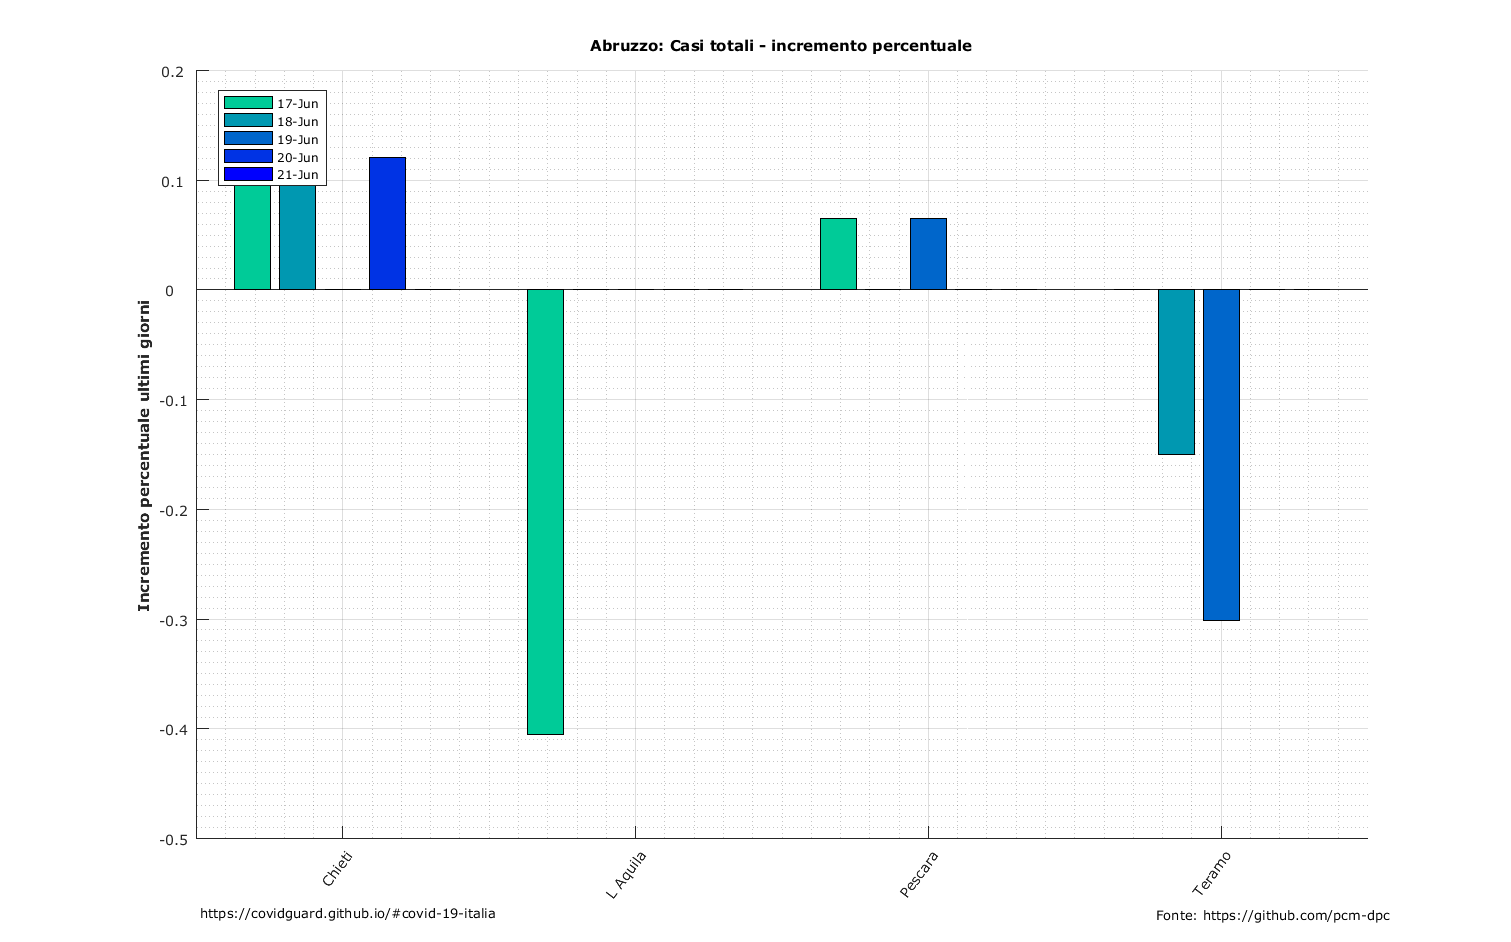 Abruzzo: Casi totali - incremento percentuale
0.2
0.1
0
-0.1
-0.2
-0.3
-0.4
-0.5
Incremento percentuale ultimi giorni
17-Jun
18-Jun
19-Jun
20-Jun
21-Jun
Chieti
L Aquila
Pescara
Teramo
https://covidguard.github.io/#covid-19-italia
Fonte: https://github.com/pcm-dpc